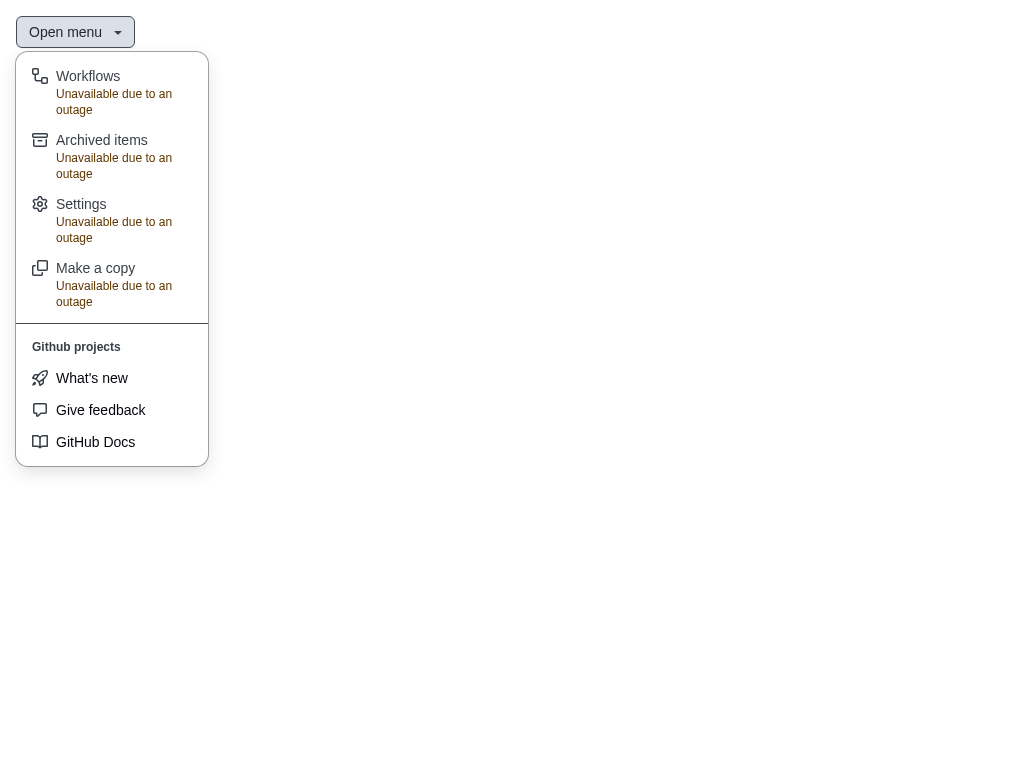 Open menu
Workflows
Unavailable due to an
outage
Archived items
Unavailable due to an
outage
Settings
Unavailable due to an
outage
Make a copy
Unavailable due to an
outage
Github projects
What's new
Give feedback
GitHub Docs